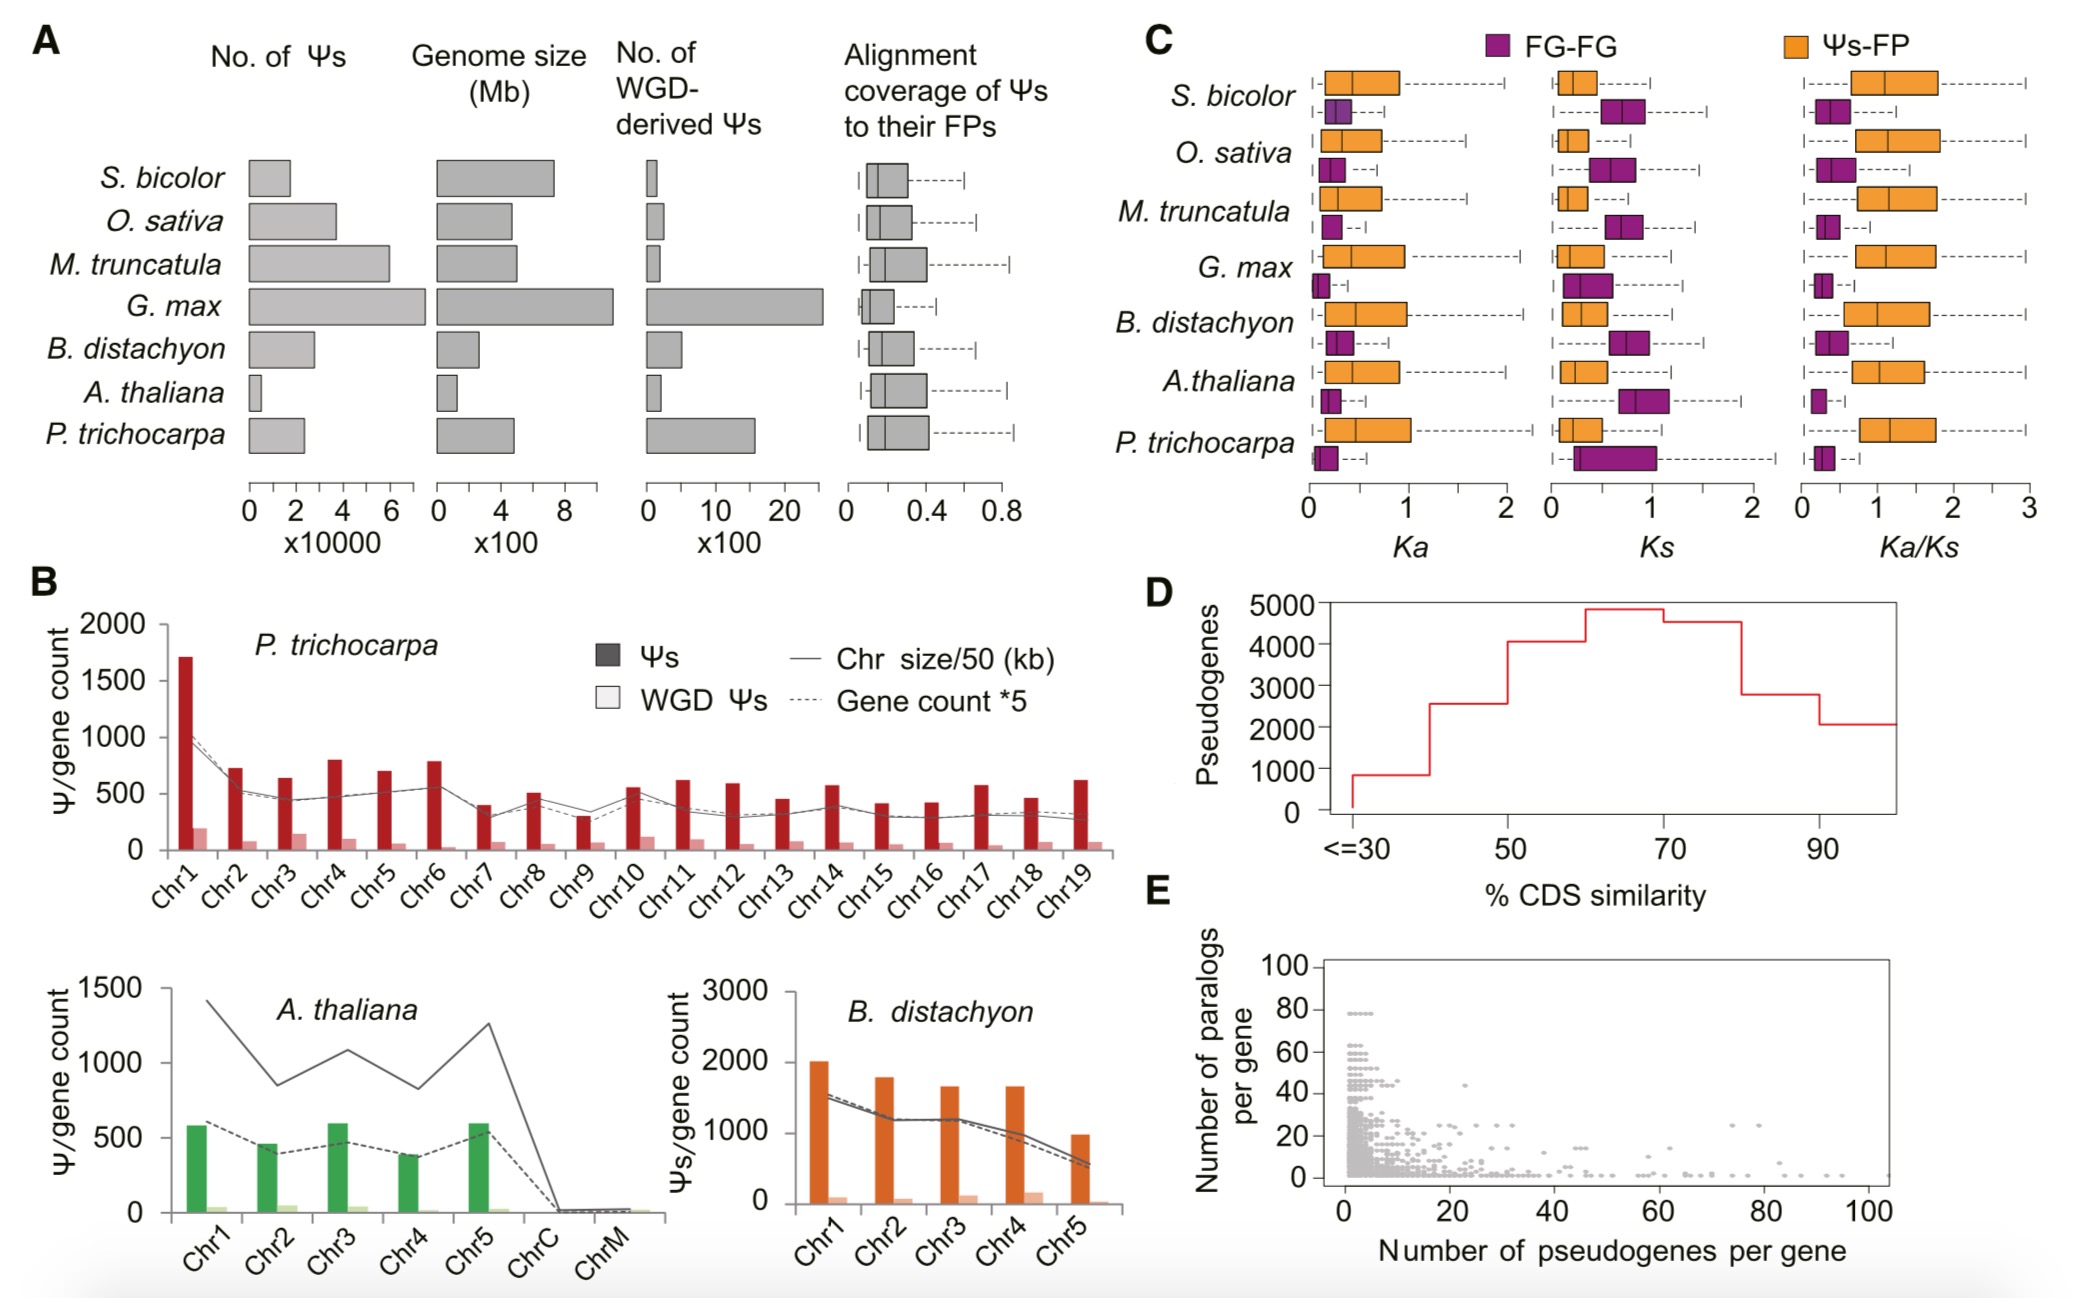 A
No. of Ψs
Genome size
(Mb)
No. of
WGD-
derived Ψs
Alignment
coverage of Ψs
to their FPs
S. bicolor
O. sativa
M. truncatula
G. max
B. distachyon
A. thaliana
P. trichocarpa
0 2 4 6
x10000
0 4 8
x100
0 10 20
x100
0 0.4 0.8
B
Ψ/gene count
2000
1500
1000
500
0
P. trichocarpa
Ψs
WGD Ψs
Chr size/50 (kb)
Gene count *5
Chr1 Chr2 Chr3 Chr4 Chr5 Chr6 Chr7 Chr8 Chr9 Chr10 Chr11 Chr12 Chr13 Chr14 Chr15 Chr16 Chr17 Chr18 Chr19
Ψ/gene count
1500
1000
500
0
A. thaliana
Chr1 Chr2 Chr3 Chr4 Chr5 ChrC ChrM
Ψs/gene count
3000
2000
1000
0
B. distachyon
Chr1 Chr2 Chr3 Chr4 Chr5
C
FG-FG
Ψs-FP
S. bicolor
O. sativa
M. truncatula
G. max
B. distachyon
A.thaliana
P. trichocarpa
0 1 2
Ka
0 1 2
Ks
0 1 2 3
Ka/Ks
D
Pseudogenes
5000
4000
3000
2000
1000
0
<=30 50 70 90
% CDS similarity
E
Number of paralogs
per gene
100
80
60
40
20
0
0 20 40 60 80 100
Number of pseudogenes per gene